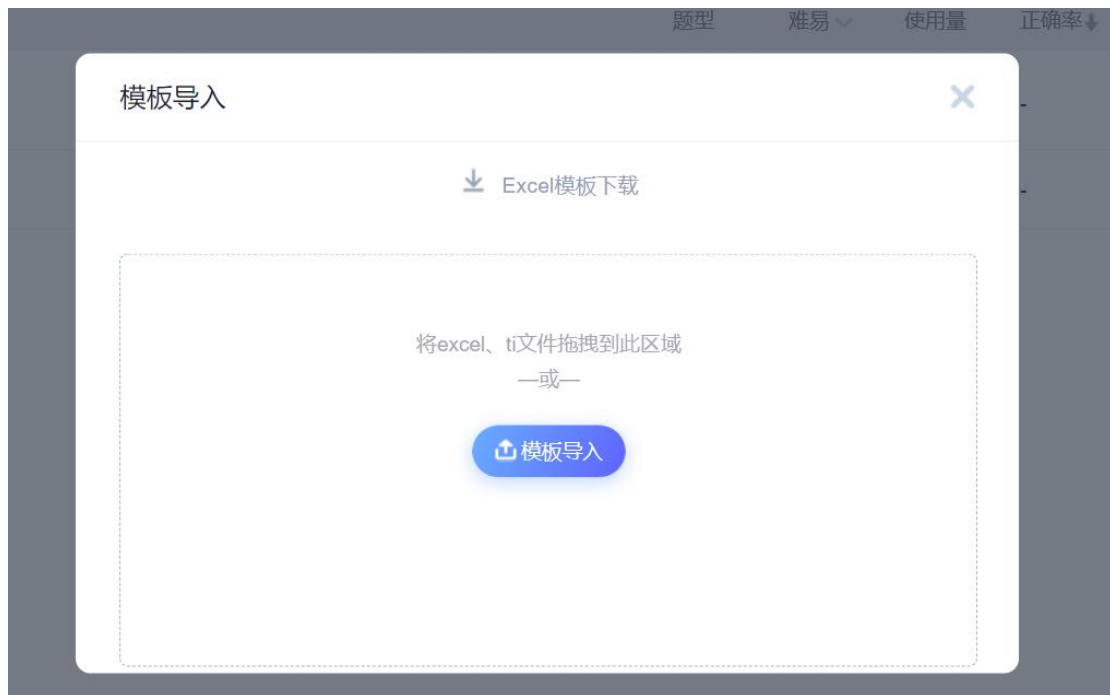 题型 难易 使用量 正确率
模板导入
-
Excel模板下载
-
将excel、ti文件拖拽到此区域
—或—
模板导入